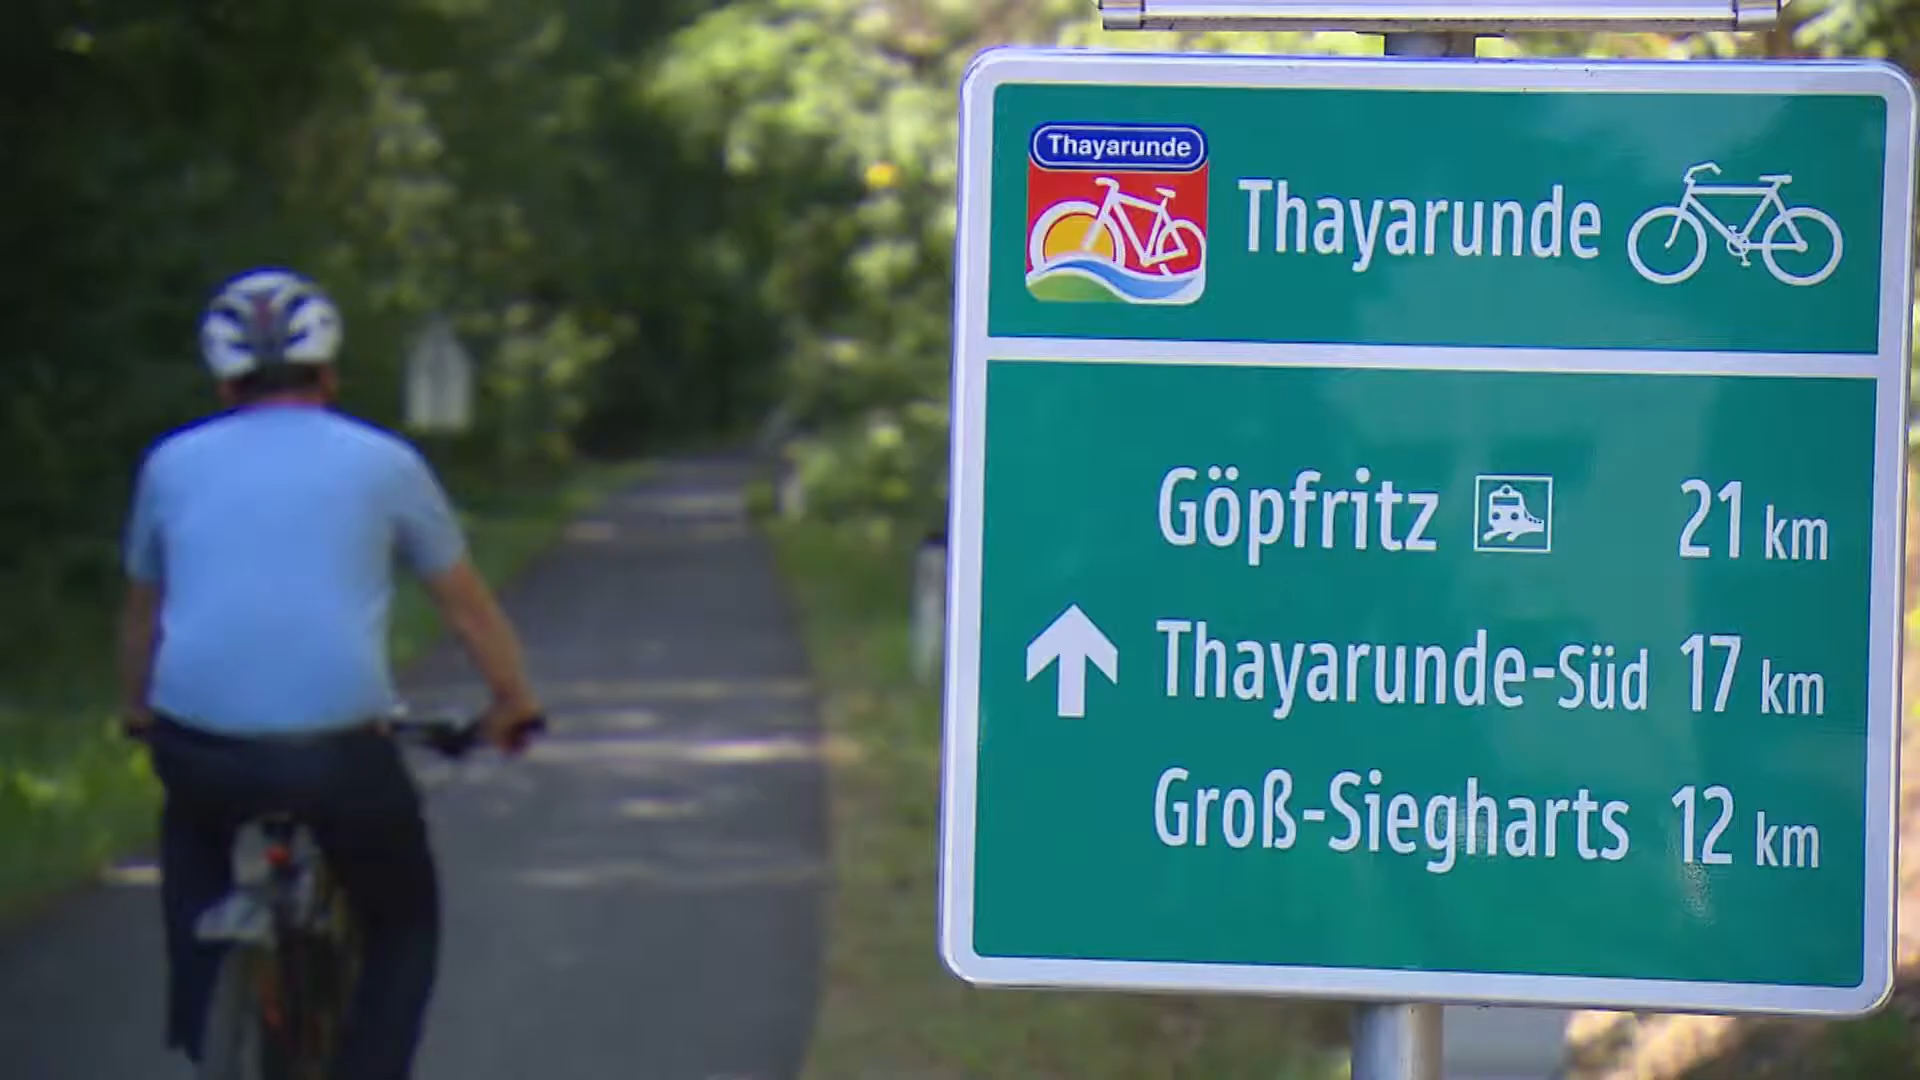 Thayarunde
Thayarunde
Göpfritz 21 km
Thayarunde-Süd 17 km
Groß-Siegharts 12 km